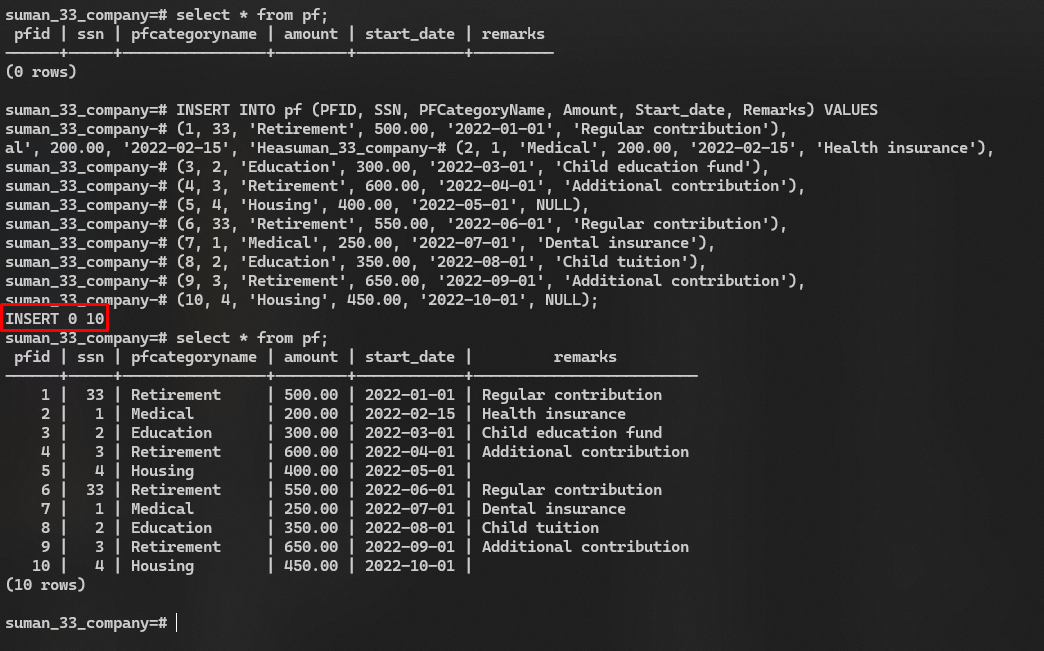 suman_33_company=# select * from pf;
 pfid | ssn | pfcategoryname | amount | start_date | remarks
------+-----+----------------+--------+------------+---------
(0 rows)

suman_33_company=# INSERT INTO pf (PFID, SSN, PFCategoryName, Amount, Start_date, Remarks) VALUES
suman_33_company-# (1, 33, 'Retirement', 500.00, '2022-01-01', 'Regular contribution'),
al', 200.00, '2022-02-15', 'Heasuman_33_company-# (2, 1, 'Medical', 200.00, '2022-02-15', 'Health insurance'),
suman_33_company-# (3, 2, 'Education', 300.00, '2022-03-01', 'Child education fund'),
suman_33_company-# (4, 3, 'Retirement', 600.00, '2022-04-01', 'Additional contribution'),
suman_33_company-# (5, 4, 'Housing', 400.00, '2022-05-01', NULL),
suman_33_company-# (6, 33, 'Retirement', 550.00, '2022-06-01', 'Regular contribution'),
suman_33_company-# (7, 1, 'Medical', 250.00, '2022-07-01', 'Dental insurance'),
suman_33_company-# (8, 2, 'Education', 350.00, '2022-08-01', 'Child tuition'),
suman_33_company-# (9, 3, 'Retirement', 650.00, '2022-09-01', 'Additional contribution'),
suman_33_company-# (10, 4, 'Housing', 450.00, '2022-10-01', NULL);
INSERT 0 10
suman_33_company=# select * from pf;
 pfid | ssn | pfcategoryname | amount | start_date |         remarks
------+-----+----------------+--------+------------+-------------------------
    1 |  33 | Retirement     | 500.00 | 2022-01-01 | Regular contribution
    2 |   1 | Medical        | 200.00 | 2022-02-15 | Health insurance
    3 |   2 | Education      | 300.00 | 2022-03-01 | Child education fund
    4 |   3 | Retirement     | 600.00 | 2022-04-01 | Additional contribution
    5 |   4 | Housing        | 400.00 | 2022-05-01 |
    6 |  33 | Retirement     | 550.00 | 2022-06-01 | Regular contribution
    7 |   1 | Medical        | 250.00 | 2022-07-01 | Dental insurance
    8 |   2 | Education      | 350.00 | 2022-08-01 | Child tuition
    9 |   3 | Retirement     | 650.00 | 2022-09-01 | Additional contribution
   10 |   4 | Housing        | 450.00 | 2022-10-01 |
(10 rows)

suman_33_company=#